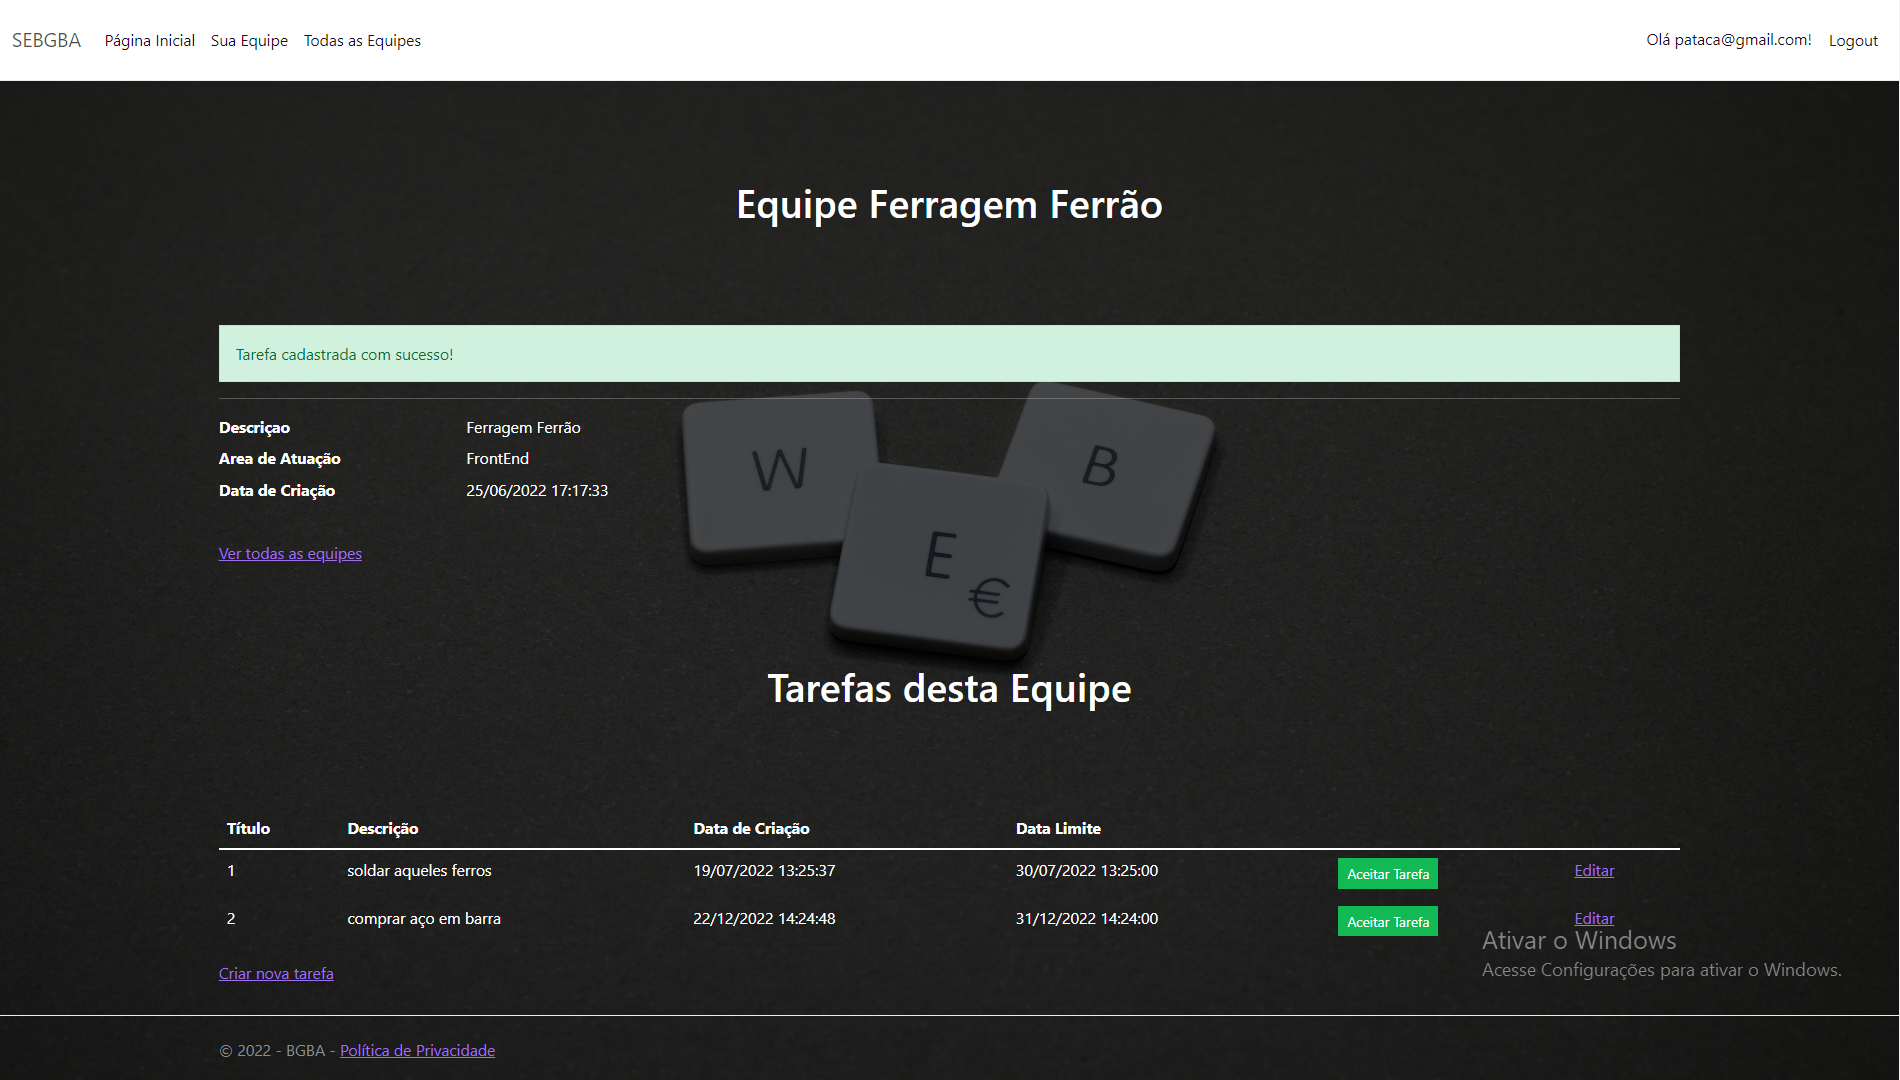 SEBGBA Página Inicial Sua Equipe Todas as Equipes Olá pataca@gmail.com! Logout
Equipe Ferragem Ferrão
Tarefa cadastrada com sucesso!
Descriçao Ferragem Ferrão
Area de Atuação FrontEnd
Data de Criação 25/06/2022 17:17:33
W B
E €
Ver todas as equipes
Tarefas desta Equipe
Título Descrição Data de Criação Data Limite
1 soldar aqueles ferros 19/07/2022 13:25:37 30/07/2022 13:25:00 Aceitar Tarefa Editar
2 comprar aço em barra 22/12/2022 14:24:48 31/12/2022 14:24:00 Aceitar Tarefa Editar
Ativar o Windows
Acesse Configurações para ativar o Windows.
Criar nova tarefa
© 2022 - BGBA - Política de Privacidade